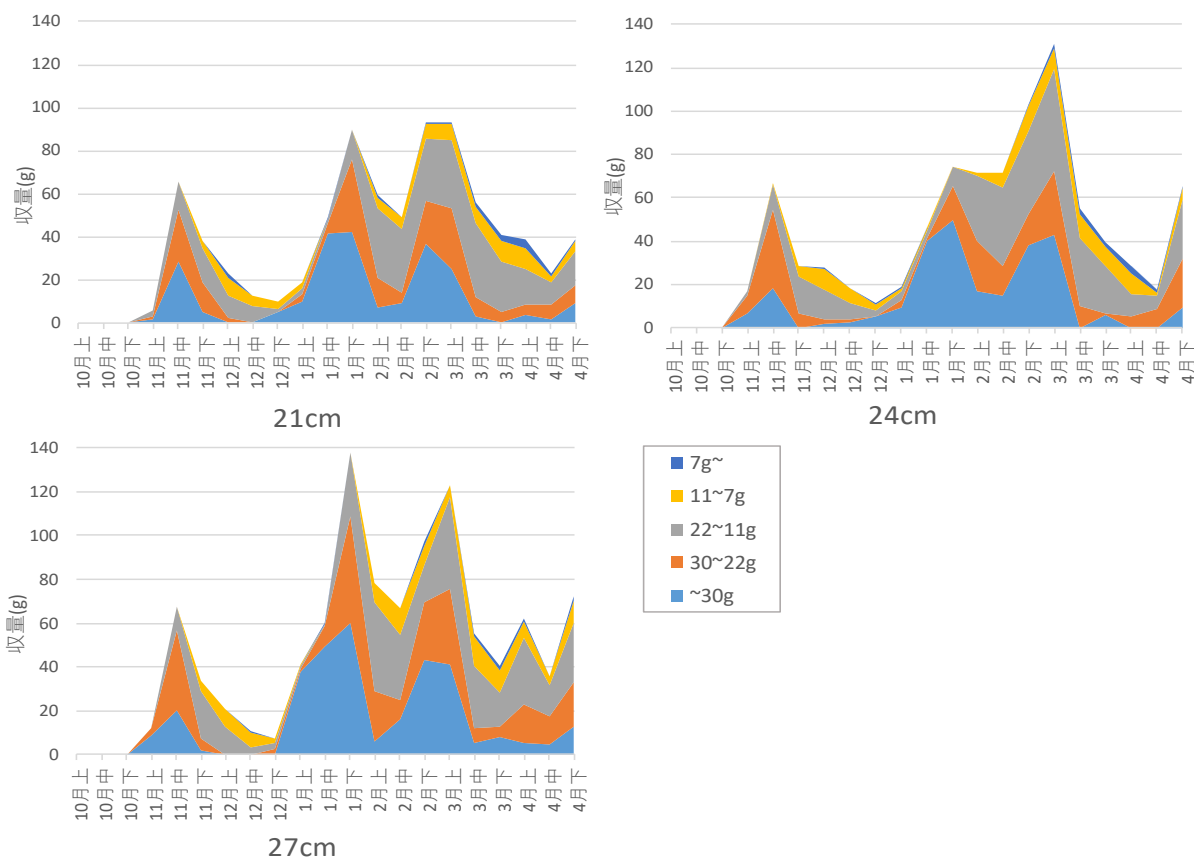 140
120
100
80
60
40
20
0
収量(g)
10月上
10月中
10月下
11月上
11月中
11月下
12月上
12月中
12月下
1月上
1月中
1月下
2月上
2月中
2月下
3月上
3月中
3月下
4月上
4月中
4月下
21cm
140
120
100
80
60
40
20
0
収量(g)
10月上
10月中
10月下
11月上
11月中
11月下
12月上
12月中
12月下
1月上
1月中
1月下
2月上
2月中
2月下
3月上
3月中
3月下
4月上
4月中
4月下
24cm
140
120
100
80
60
40
20
0
収量(g)
10月上
10月中
10月下
11月上
11月中
11月下
12月上
12月中
12月下
1月上
1月中
1月下
2月上
2月中
2月下
3月上
3月中
3月下
4月上
4月中
4月下
27cm
7g~
11~7g
22~11g
30~22g
~30g